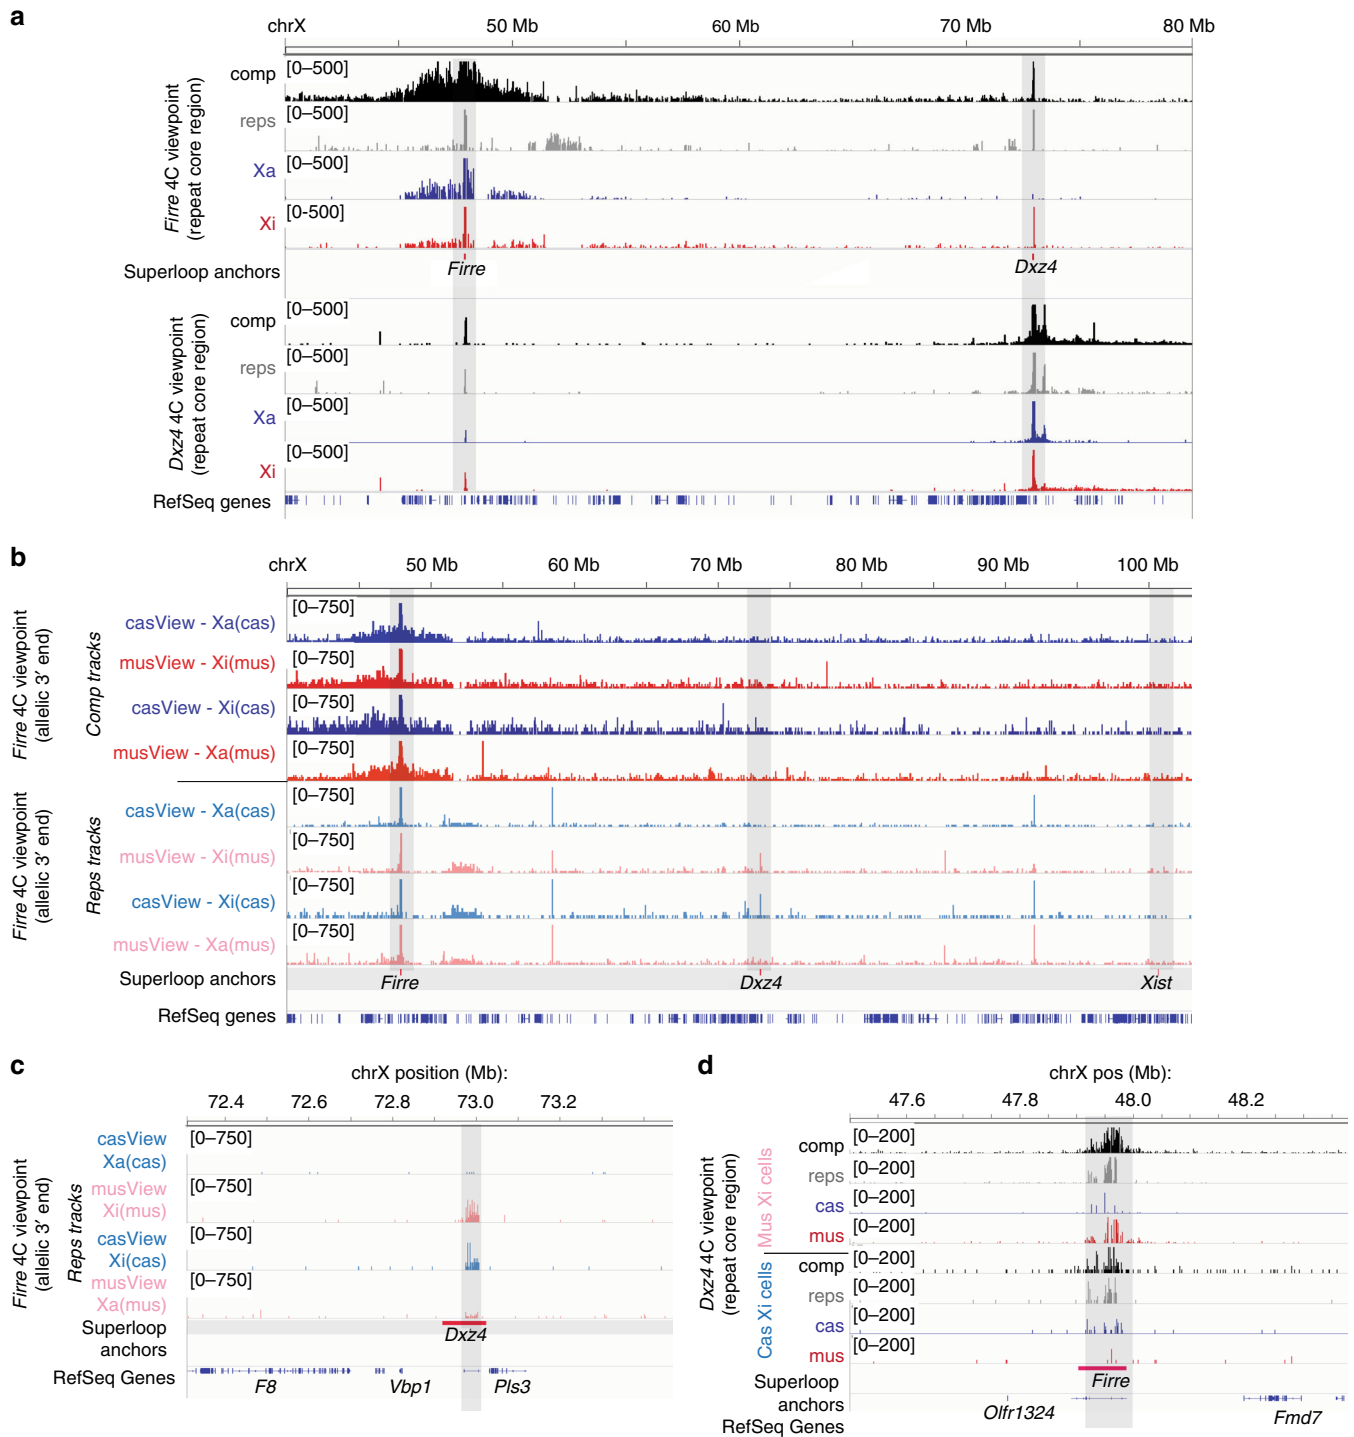 a
chrX 50 Mb 60 Mb 70 Mb 80 Mb
Firre 4C viewpoint
(repeat core region)
comp [0–500]
reps [0–500]
Xa [0–500]
Xi [0-500]
Superloop anchors Firre Dxz4
Dxz4 4C viewpoint
(repeat core region)
comp [0–500]
reps [0–500]
Xa [0–500]
Xi [0–500]
RefSeq genes
b
chrX 50 Mb 60 Mb 70 Mb 80 Mb 90 Mb 100 Mb
Firre 4C viewpoint
(allelic 3′ end)
Comp tracks
casView - Xa(cas) [0–750]
musView - Xi(mus) [0–750]
casView - Xi(cas) [0–750]
musView - Xa(mus) [0–750]
Firre 4C viewpoint
(allelic 3′ end)
Reps tracks
casView - Xa(cas) [0–750]
musView - Xi(mus) [0–750]
casView - Xi(cas) [0–750]
musView - Xa(mus) [0–750]
Superloop anchors Firre Dxz4 Xist
RefSeq genes
c
chrX position (Mb):
72.4 72.6 72.8 73.0 73.2
Firre 4C viewpoint
(allelic 3′ end)
Reps tracks
casView [0–750]
Xa(cas)
musView [0–750]
Xi(mus)
casView [0–750]
Xi(cas)
musView [0–750]
Xa(mus)
Superloop Dxz4
anchors
RefSeq Genes
F8 Vbp1 Pls3
d
chrX pos (Mb):
47.6 47.8 48.0 48.2
Dxz4 4C viewpoint
(repeat core region)
Mus Xi cells
comp [0–200]
reps [0–200]
cas [0–200]
mus [0–200]
Cas Xi cells
comp [0–200]
reps [0–200]
cas [0–200]
mus [0–200]
Superloop Firre
anchors
RefSeq Genes
Olfr1324 Fmd7